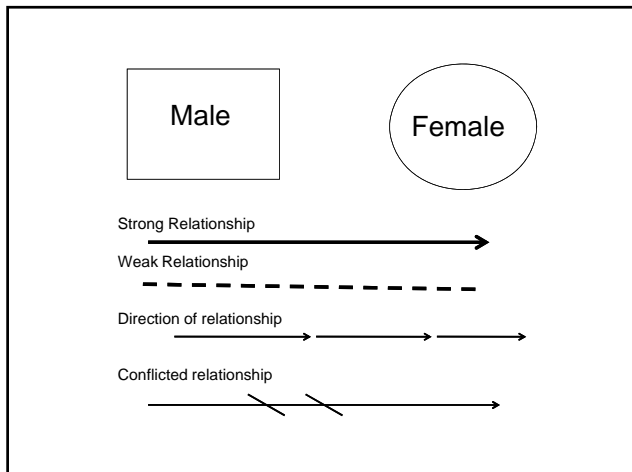 Male
Female
Strong Relationship
Weak Relationship
Direction of relationship
Conflicted relationship